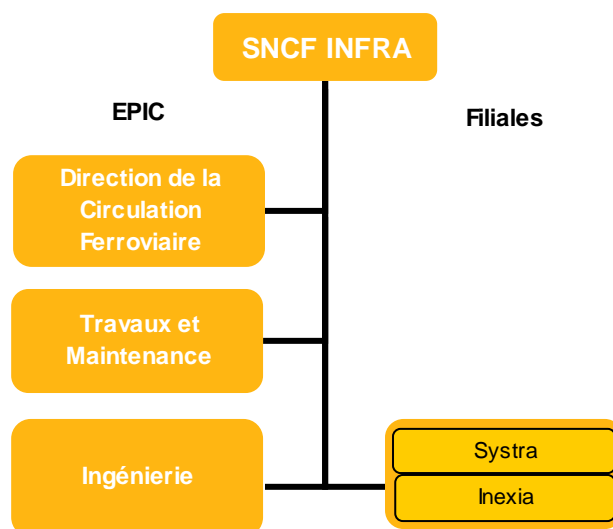 SNCF INFRA
EPIC
Filiales
Direction de la
Circulation
Ferroviaire
Travaux et
Maintenance
Ingénierie
Systra
Inexia